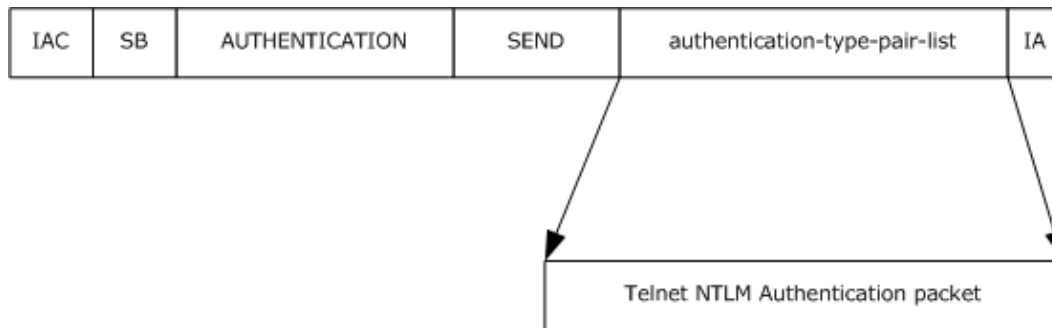 IAC SB AUTHENTICATION SEND authentication-type-pair-list IA
Telnet NTLM Authentication packet